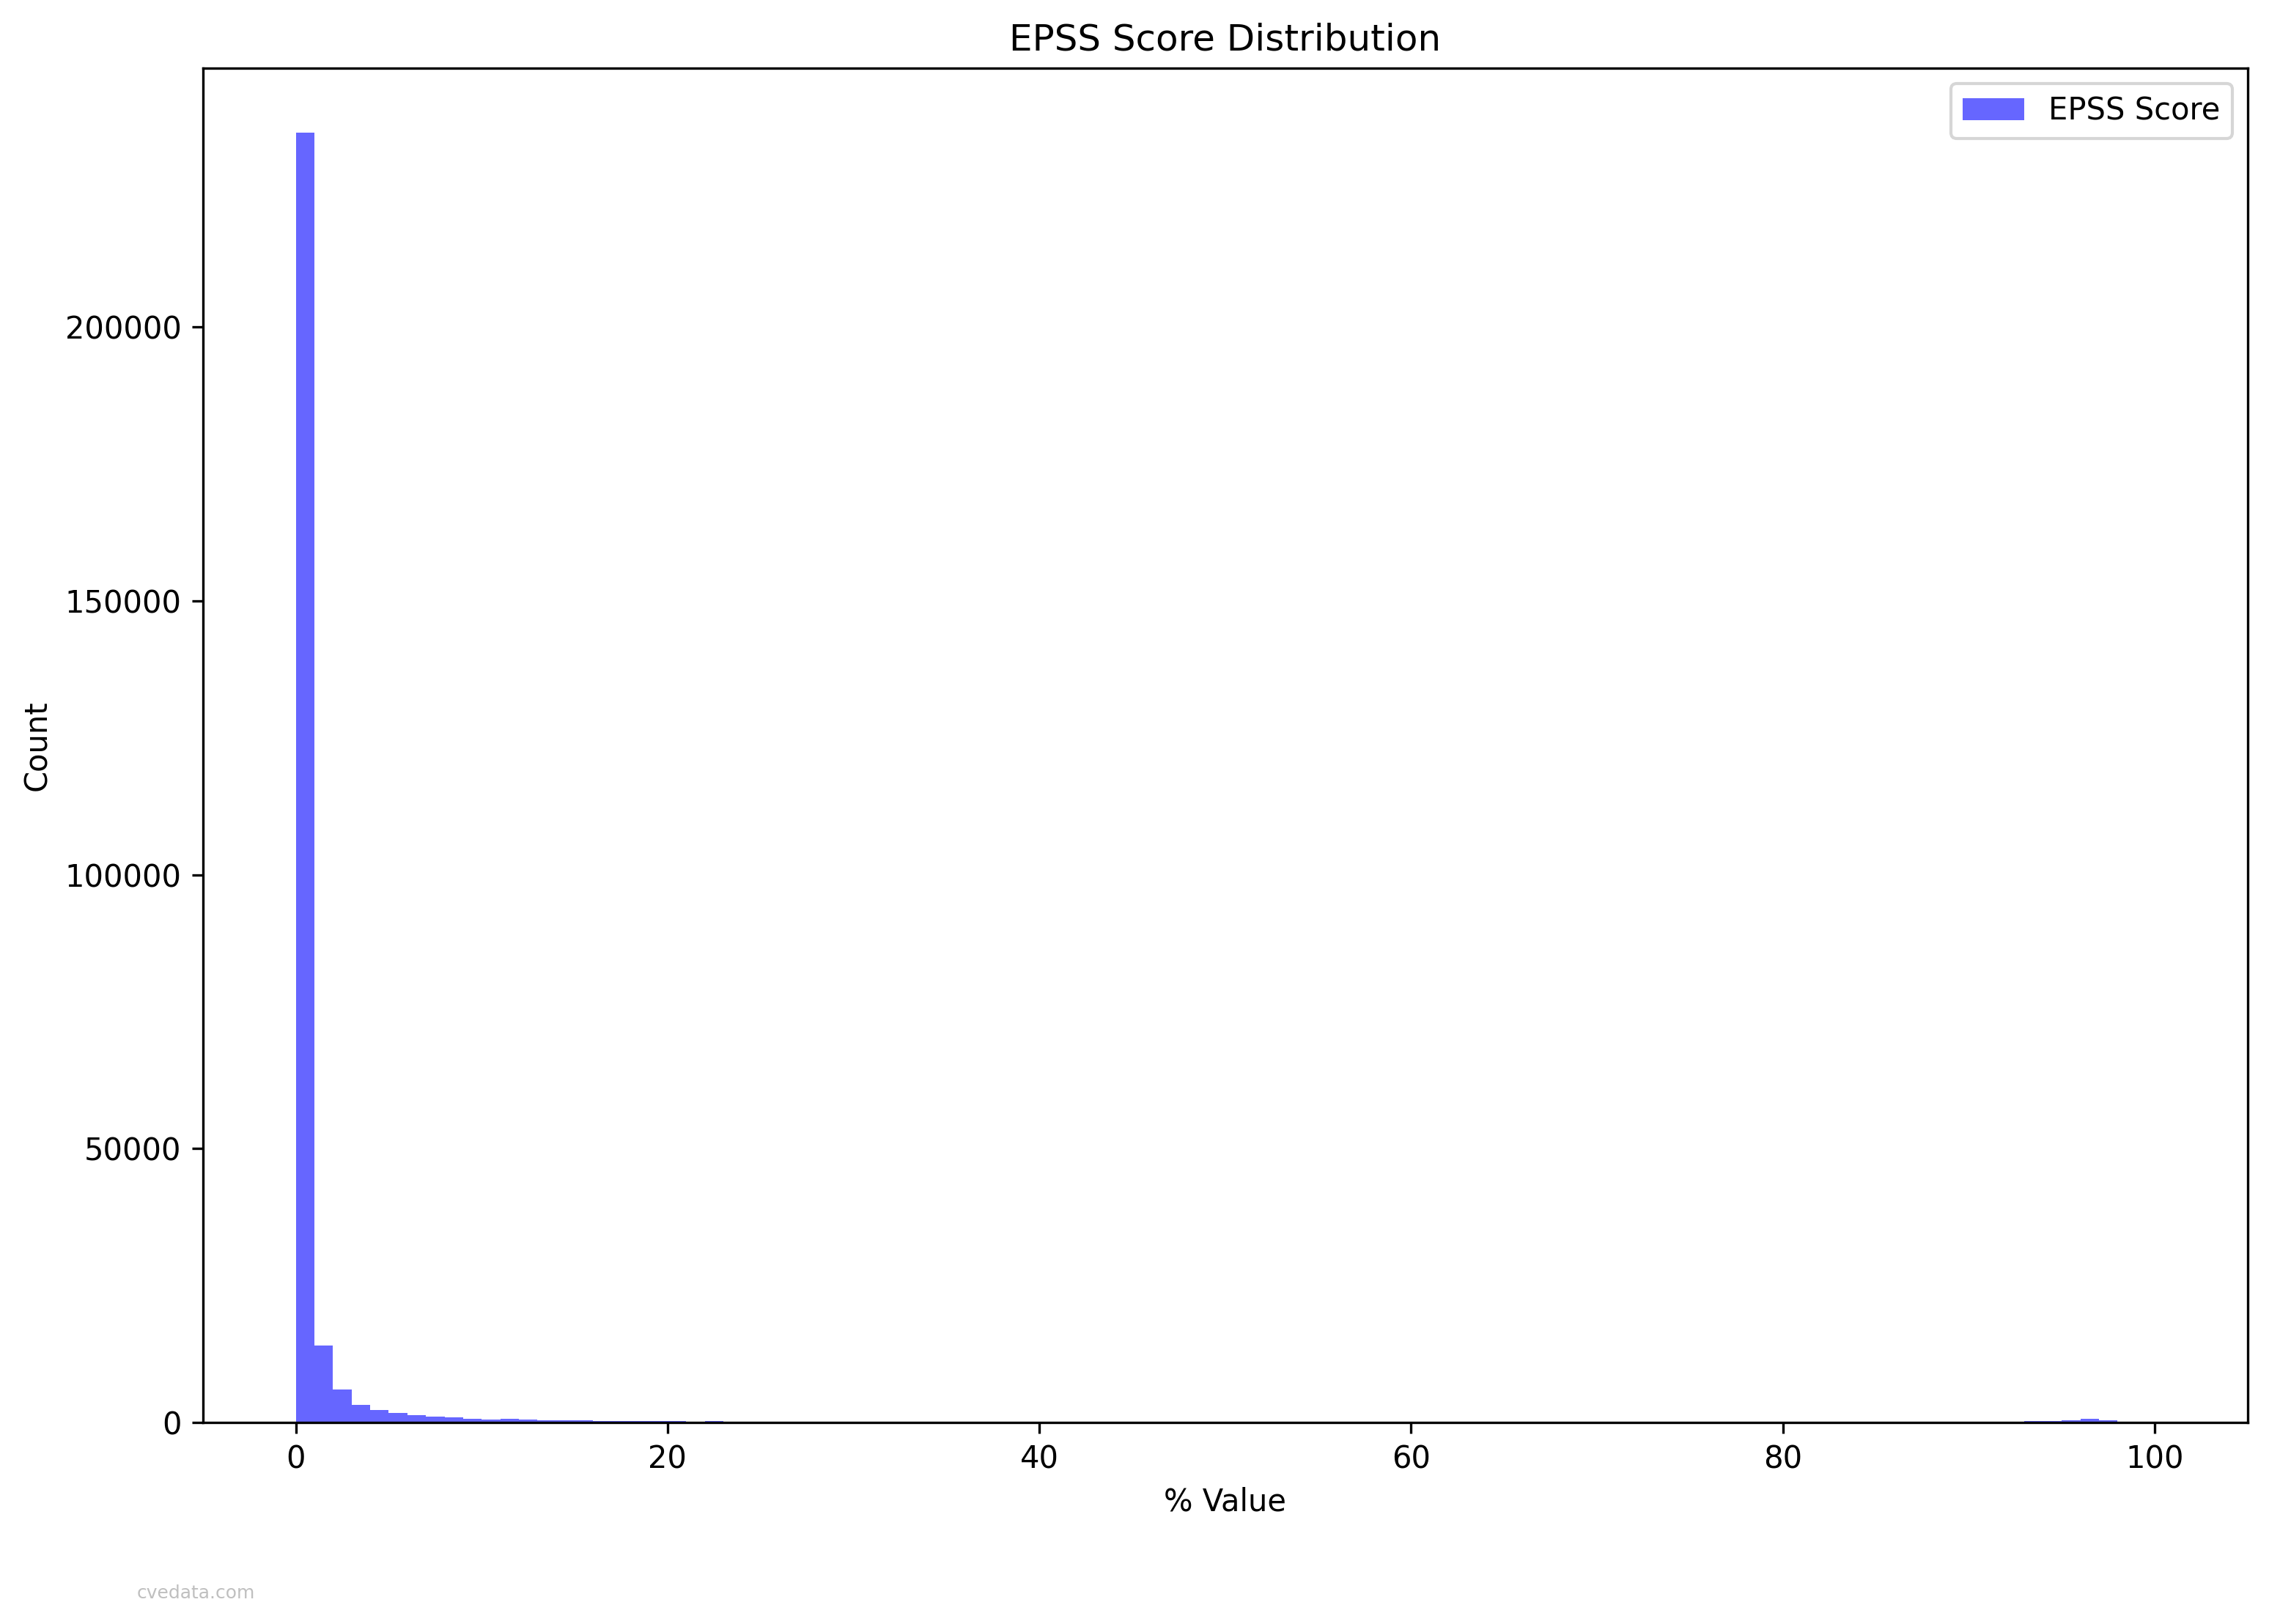 EPSS Score Distribution
EPSS Score
200000
150000
100000
50000
0
Count
0 20 40 60 80 100
% Value
cvedata.com